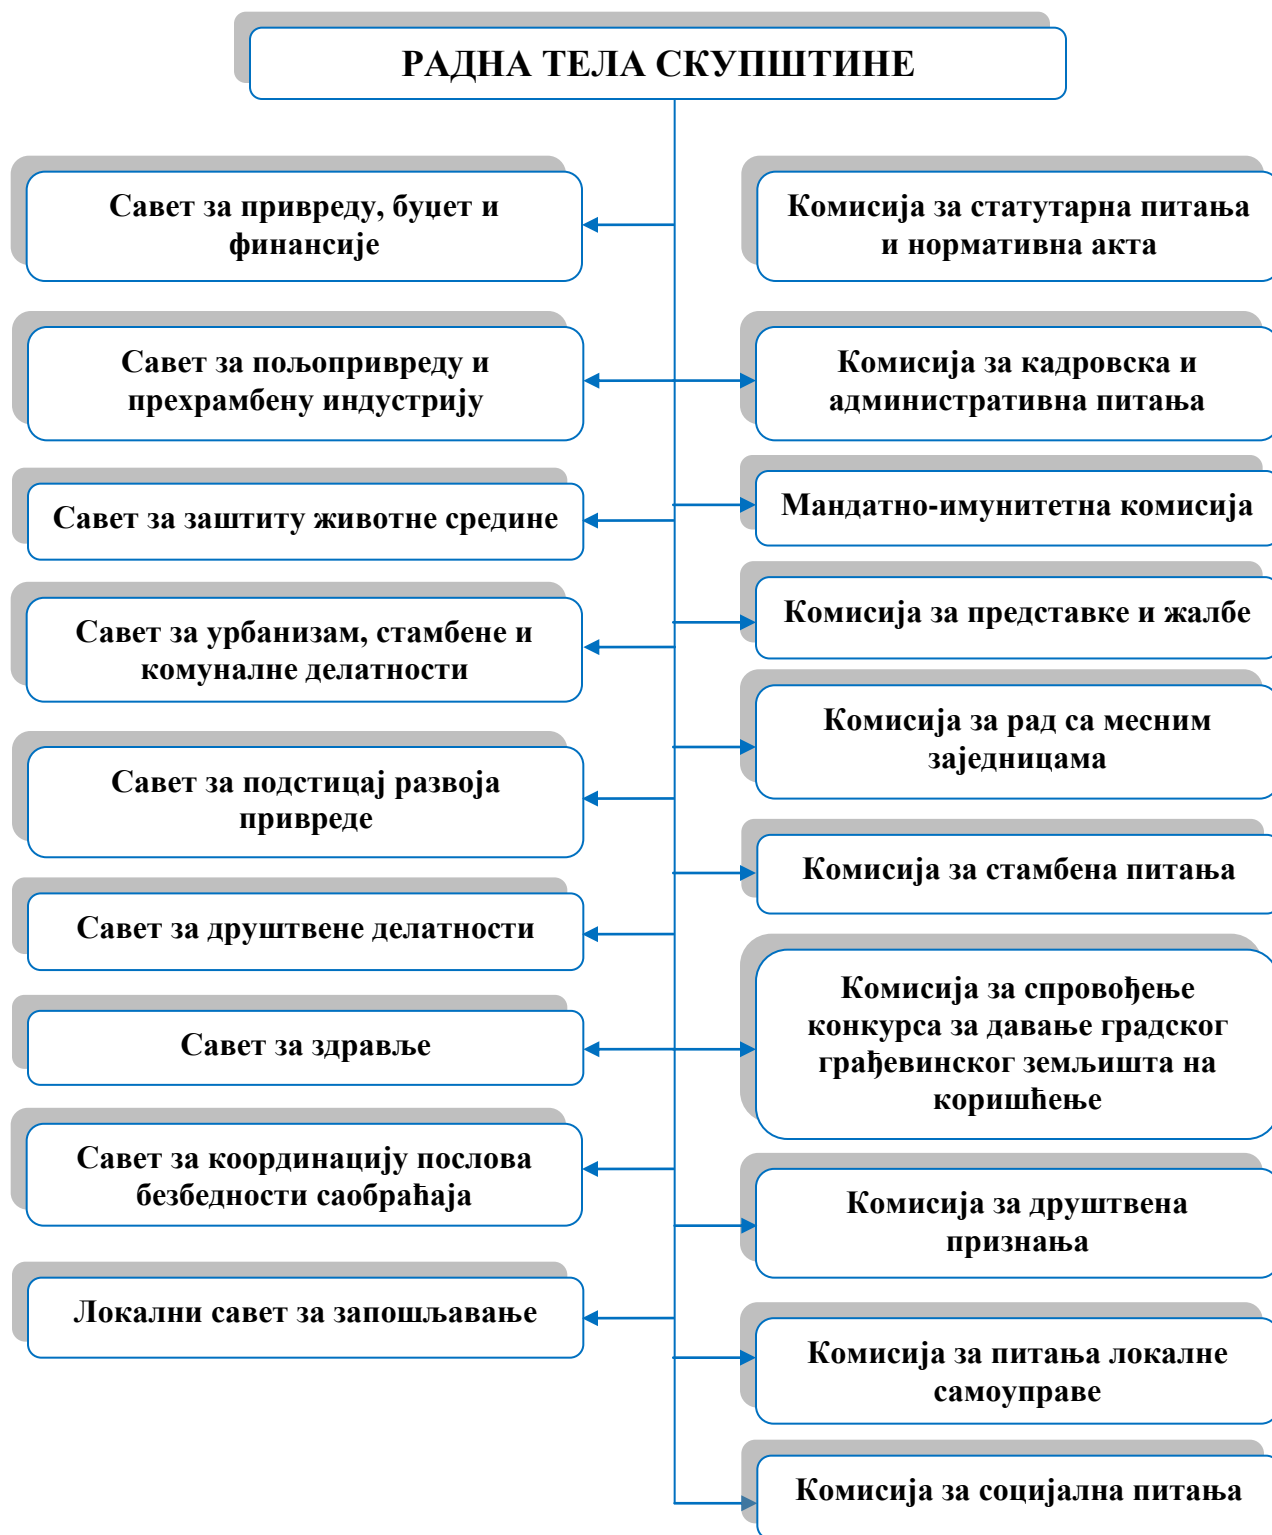 РАДНА ТЕЛА СКУПШТИНЕ
Савет за привреду, буџет и
финансије
Савет за пољопривреду и
прехрамбену индустрију
Савет за заштиту животне средине
Савет за урбанизам, стамбене и
комуналне делатности
Савет за подстицај развоја
привреде
Савет за друштвене делатности
Савет за здравље
Савет за координацију послова
безбедности саобраћаја
Локални савет за запошљавање
Комисија за статутарна питања
и нормативна акта
Комисија за кадровска и
административна питања
Мандатно-имунитетна комисија
Комисија за представке и жалбе
Комисија за рад са месним
заједницама
Комисија за стамбена питања
Комисија за спровођење
конкурса за давање градског
грађевинског земљишта на
коришћење
Комисија за друштвена
признања
Комисија за питања локалне
самоуправе
Комисија за социјална питања